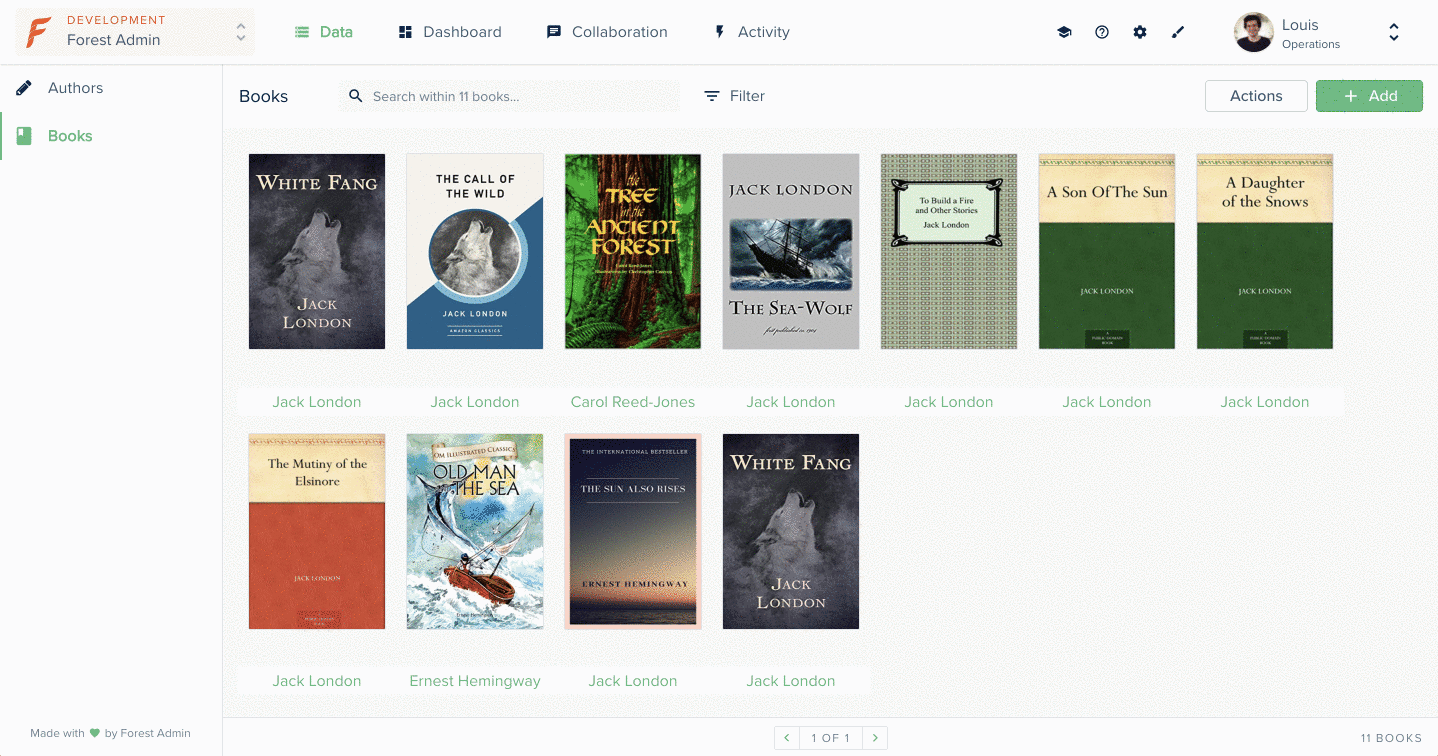 DEVELOPMENT
Forest Admin
Data
Dashboard
Collaboration
Activity
Louis
Operations
Authors
Books
Books
Search within 11 books...
Filter
Actions
+ Add
WHITE FANG
JACK
LONDON
THE CALL OF
THE WILD
JACK LONDON
AMAZON CLASSICS
the
TREE
in the
ANCIENT
FOREST
Carol Reed-Jones
Illustrations by Christopher Canyon
JACK LONDON
THE SEA-WOLF
first published in 1904
To Build a Fire
and Other Stories
Jack London
A Son Of The Sun
JACK LONDON
A
PUBLIC DOMAIN
BOOK
A Daughter
of the Snows
JACK LONDON
A
PUBLIC DOMAIN
BOOK
Jack London
Jack London
Carol Reed-Jones
Jack London
Jack London
Jack London
Jack London
The Mutiny of the
Elsinore
JACK LONDON
PUBLIC DOMAIN
BOOK
OM ILLUSTRATED CLASSICS
OLD MAN
THE SEA
THE INTERNATIONAL BESTSELLER
THE SUN ALSO RISES
ERNEST HEMINGWAY
WHITE FANG
JACK
LONDON
Jack London
Ernest Hemingway
Jack London
Jack London
Made with by Forest Admin
1 OF 1
11 BOOKS